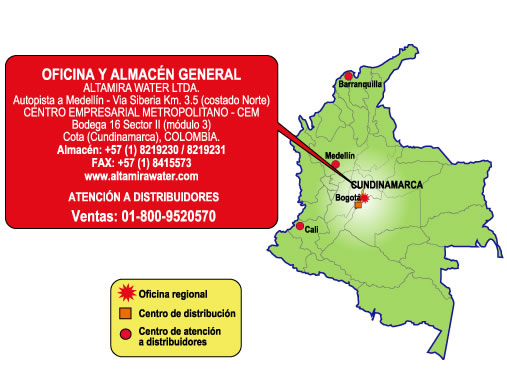 OFICINA Y ALMACÉN GENERAL
ALTAMIRA WATER LTDA.
Autopista a Medellín - Via Siberia Km. 3.5 (costado Norte)
CENTRO EMPRESARIAL METROPOLITANO - CEM
Bodega 16 Sector II (módulo 3)
Cota (Cundinamarca), COLOMBIA.
Almacén: +57 (1) 8219230 / 8219231
FAX: +57 (1) 8415573
www.altamirawater.com
ATENCIÓN A DISTRIBUIDORES
Ventas: 01-800-9520570
Barranquilla
Medellín
CUNDINAMARCA
Bogotá
Cali
Oficina regional
Centro de distribución
Centro de atención
a distribuidores